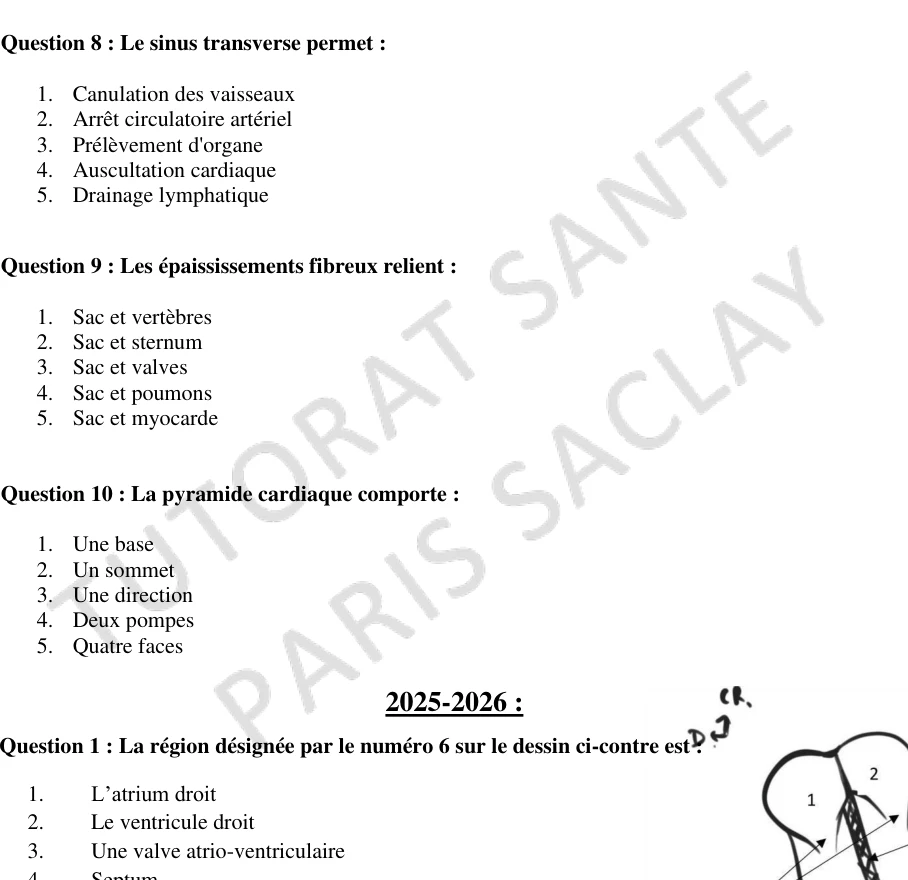 Question 8 : Le sinus transverse permet :
1. Canulation des vaisseaux
2. Arrêt circulatoire artériel
3. Prélèvement d'organe
4. Auscultation cardiaque
5. Drainage lymphatique
Question 9 : Les épaississements fibreux relient :
1. Sac et vertèbres
2. Sac et sternum
3. Sac et valves
4. Sac et poumons
5. Sac et myocarde
Question 10 : La pyramide cardiaque comporte :
1. Une base
2. Un sommet
3. Une direction
4. Deux pompes
5. Quatre faces
2025-2026 :
CR.
D
Question 1 : La région désignée par le numéro 6 sur le dessin ci-contre est :
1. L’atrium droit
2. Le ventricule droit
3. Une valve atrio-ventriculaire
4. Septum
1
2
TUTORAT SANTE
PARIS SACLAY